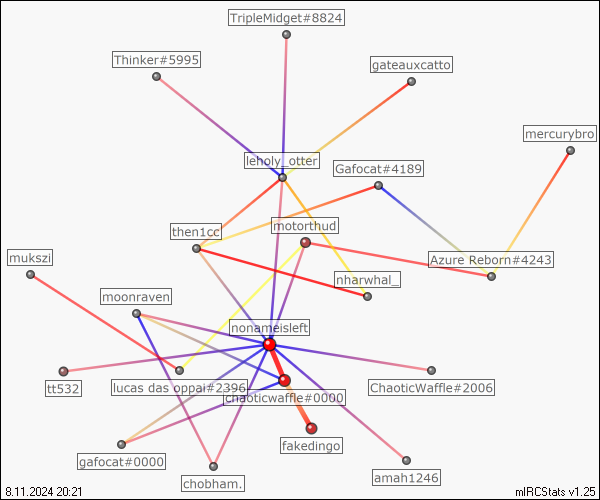 TripleMidget#8824
Thinker#5995
gateauxcatto
mercurybro
leholy_otter
Gafocat#4189
motorthud
then1cc
mukszi
Azure Reborn#4243
nharwhal_
moonraven
nonameisleft
tt532
lucas das oppai#2396
ChaoticWaffle#2006
chaoticwaffle#0000
fakedingo
gafocat#0000
chobham.
amah1246
8.11.2024 20:21
mIRCStats v1.25